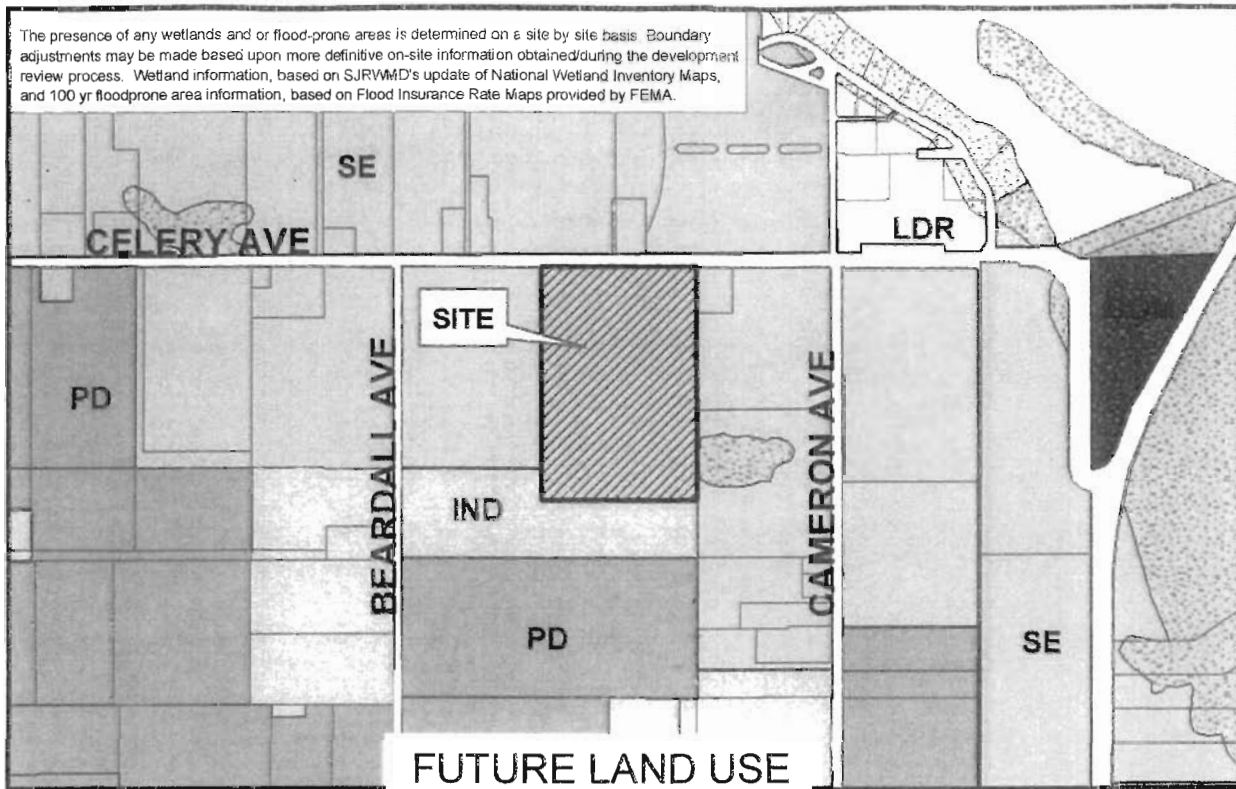 The presence of any wetlands and or flood-prone areas is determined on a site by site basis. Boundary
adjustments may be made based upon more definitive on-site information obtained/during the development
review process. Wetland information, based on SJRWMD's update of National Wetland Inventory Maps,
and 100 yr floodprone area information, based on Flood Insurance Rate Maps provided by FEMA.
SE
LDR
CELERY AVE
SITE
PD
BEARDALL AVE
IND
CAMERON AVE
PD
SE
FUTURE LAND USE